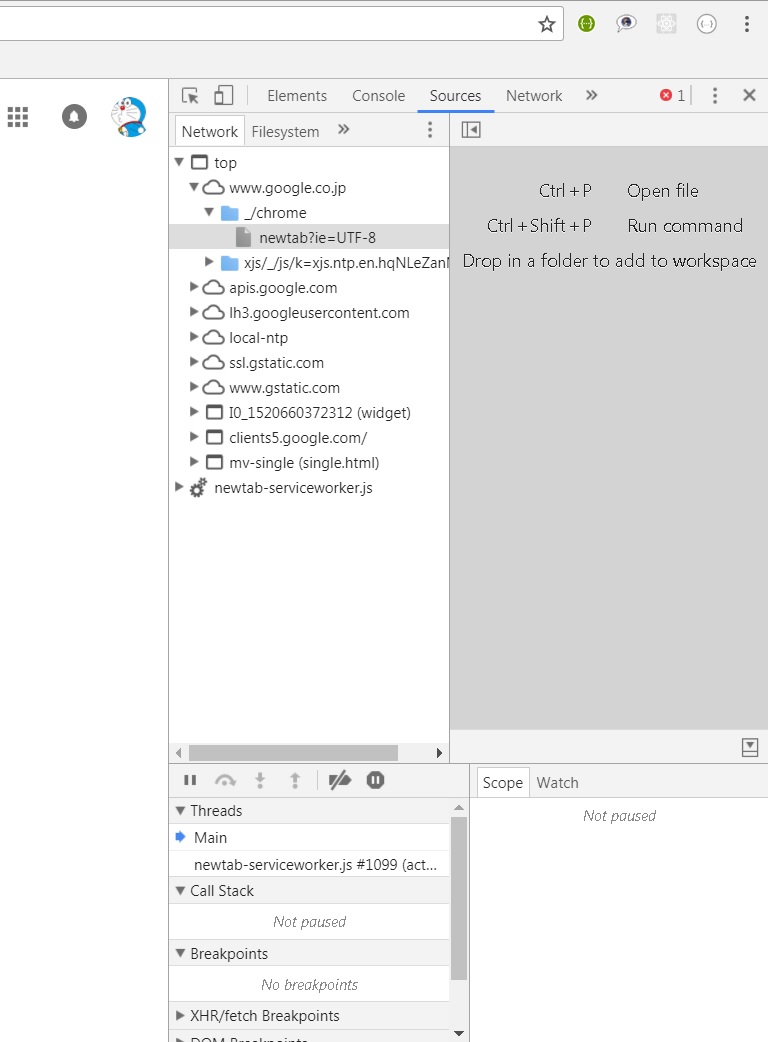 Elements Console Sources Network » 1
Network Filesystem »
top
www.google.co.jp
_/chrome
newtab?ie=UTF-8
xjs/_/js/k=xjs.ntp.en.hqNLeZan
apis.google.com
lh3.googleusercontent.com
local-ntp
ssl.gstatic.com
www.gstatic.com
I0_1520660372312 (widget)
clients5.google.com/
mv-single (single.html)
newtab-serviceworker.js
Ctrl+P Open file
Ctrl+Shift+P Run command
Drop in a folder to add to workspace
Threads
Main
newtab-serviceworker.js #1099 (act...
Call Stack
Not paused
Breakpoints
No breakpoints
XHR/fetch Breakpoints
DOM Breakpoints
Scope Watch
Not paused